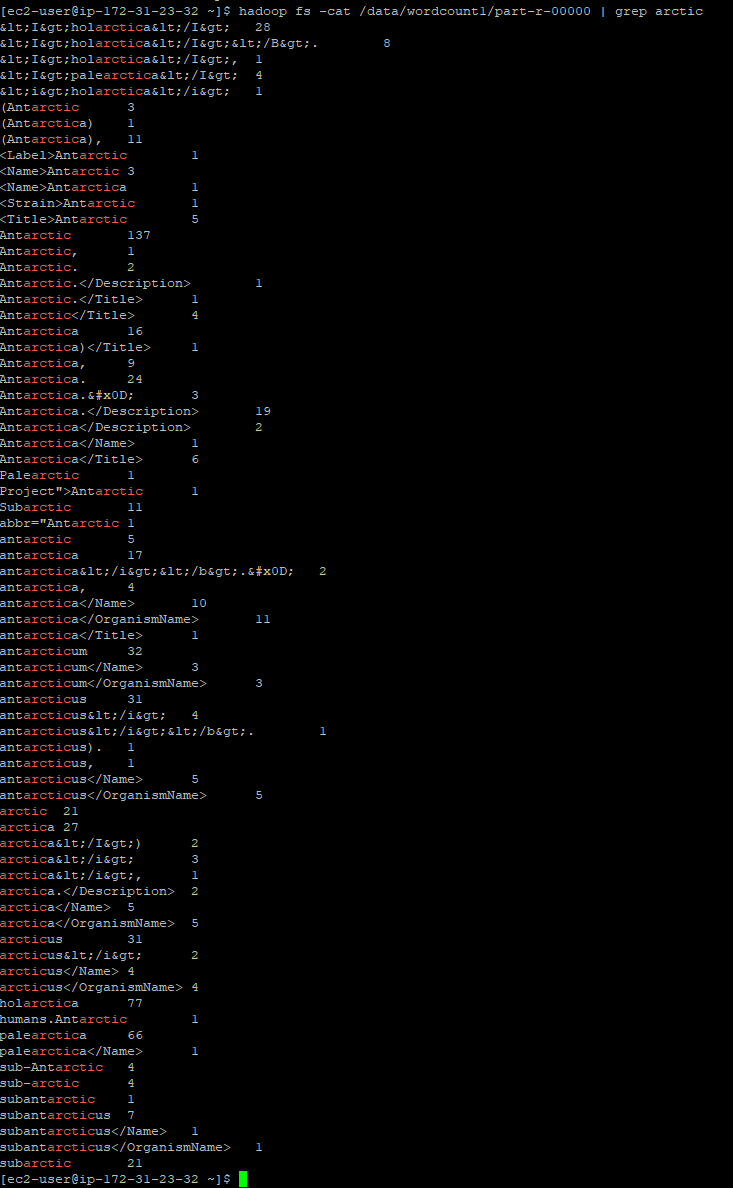 [ec2-user@ip-172-31-23-32 ~]$ hadoop fs -cat /data/wordcount1/part-r-00000 | grep arctic
&lt;I&gt;holarctica&lt;/I&gt; 28
&lt;I&gt;holarctica&lt;/I&gt;&lt;/B&gt;. 8
&lt;I&gt;holarctica&lt;/I&gt;, 1
&lt;I&gt;palearctica&lt;/I&gt; 4
&lt;i&gt;holarctica&lt;/i&gt; 1
(Antarctic 3
(Antarctica) 1
(Antarctica), 11
<Label>Antarctic 1
<Name>Antarctic 3
<Name>Antarctica 1
<Strain>Antarctic 1
<Title>Antarctic 5
Antarctic 137
Antarctic, 1
Antarctic. 2
Antarctic.</Description> 1
Antarctic.</Title> 1
Antarctic</Title> 4
Antarctica 16
Antarctica)</Title> 1
Antarctica, 9
Antarctica. 24
Antarctica.&#x0D; 3
Antarctica.</Description> 19
Antarctica</Description> 2
Antarctica</Name> 1
Antarctica</Title> 6
Palearctic 1
Project">Antarctic 1
Subarctic 11
abbr="Antarctic 1
antarctic 5
antarctica 17
antarctica&lt;/i&gt;&lt;/b&gt;.&#x0D; 2
antarctica, 4
antarctica</Name> 10
antarctica</OrganismName> 11
antarctica</Title> 1
antarcticum 32
antarcticum</Name> 3
antarcticum</OrganismName> 3
antarcticus 31
antarcticus&lt;/i&gt; 4
antarcticus&lt;/i&gt;&lt;/b&gt;. 1
antarcticus). 1
antarcticus, 1
antarcticus</Name> 5
antarcticus</OrganismName> 5
arctic 21
arctica 27
arctica&lt;/I&gt;) 2
arctica&lt;/i&gt; 3
arctica&lt;/i&gt;, 1
arctica.</Description> 2
arctica</Name> 5
arctica</OrganismName> 5
arcticus 31
arcticus&lt;/i&gt; 2
arcticus</Name> 4
arcticus</OrganismName> 4
holarctica 77
humans.Antarctic 1
palearctica 66
palearctica</Name> 1
sub-Antarctic 4
sub-arctic 4
subantarctic 1
subantarcticus 7
subantarcticus</Name> 1
subantarcticus</OrganismName> 1
subarctic 21
[ec2-user@ip-172-31-23-32 ~]$